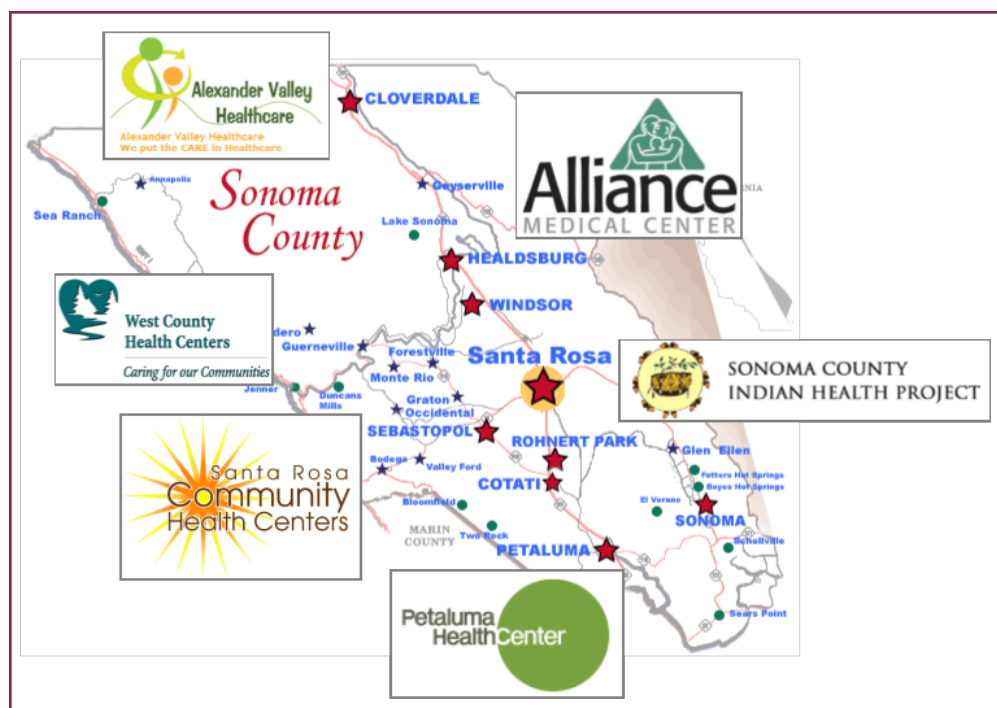 Alexander Valley
Healthcare
Alexander Valley Healthcare
We put the CARE in Healthcare
CLOVERDALE
Alliance
MEDICAL CENTER
NIA
Annapolis
Sea Ranch
Sonoma
County
Geyserville
Lake Sonoma
HEALDSBURG
WINDSOR
West County
Health Centers
Caring for our Communities
dero
Guerneville
Forestville
Monte Rio
Santa Rosa
SONOMA COUNTY
INDIAN HEALTH PROJECT
Jenner
Duncans
Mills
Graton
Occidental
SEBASTOPOL
ROHNERT PARK
Glen Ellen
Santa Rosa
Community
Health Centers
Bodega
Valley Ford
COTATI
Fetters Hot Springs
Boyes Hot Springs
El Verano
SONOMA
Bloomfield
MARIN
COUNTY
Two Rock
PETALUMA
Schellville
Sears Point
Petaluma
HealthCenter